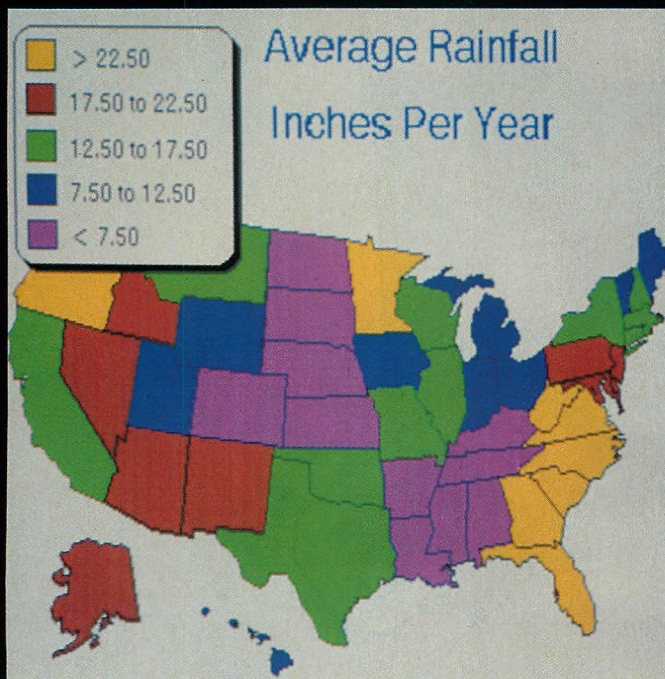 Average Rainfall
Inches Per Year
> 22.50
17.50 to 22.50
12.50 to 17.50
7.50 to 12.50
< 7.50